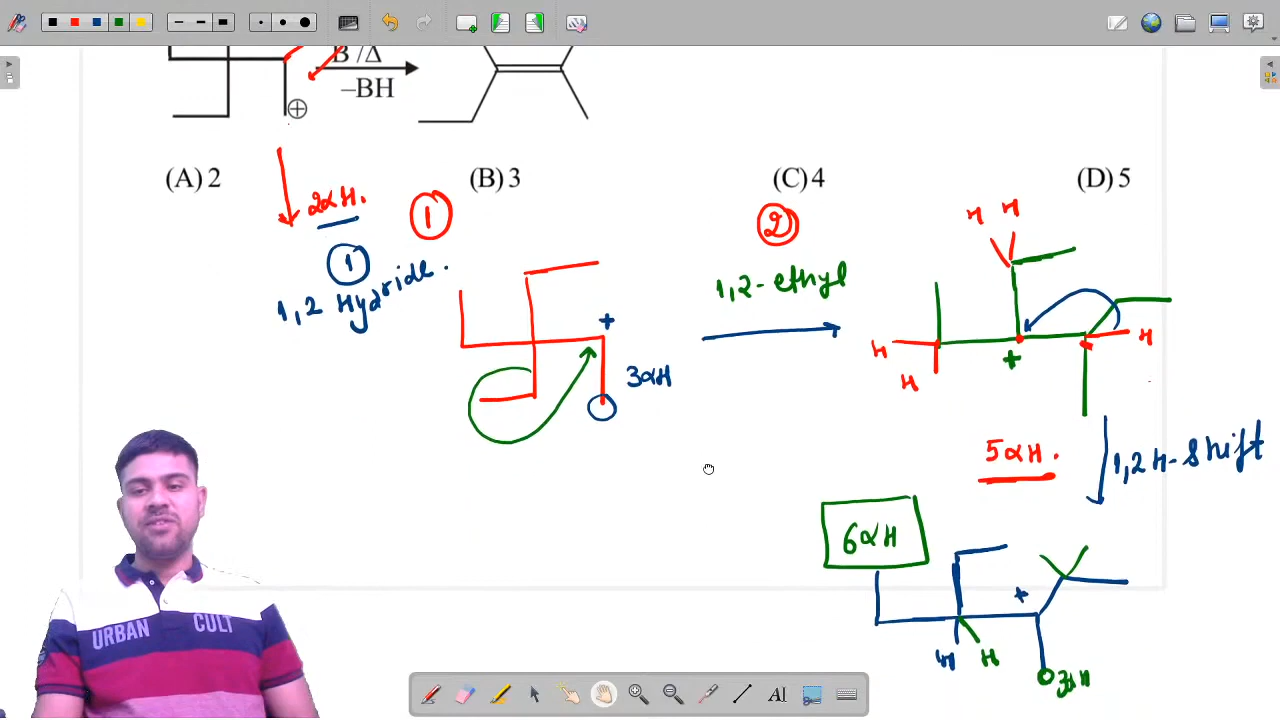 B /Δ
–BH
⊕
(A) 2
(B) 3
(C) 4
(D) 5
2αH.
①
②
H H
①
1,2 Hydride.
1,2-ethyl
+
H
H
+
H
3αH
5αH.
1,2 H-shift
6αH
+
H H
3αH
URBAN CULT
AI